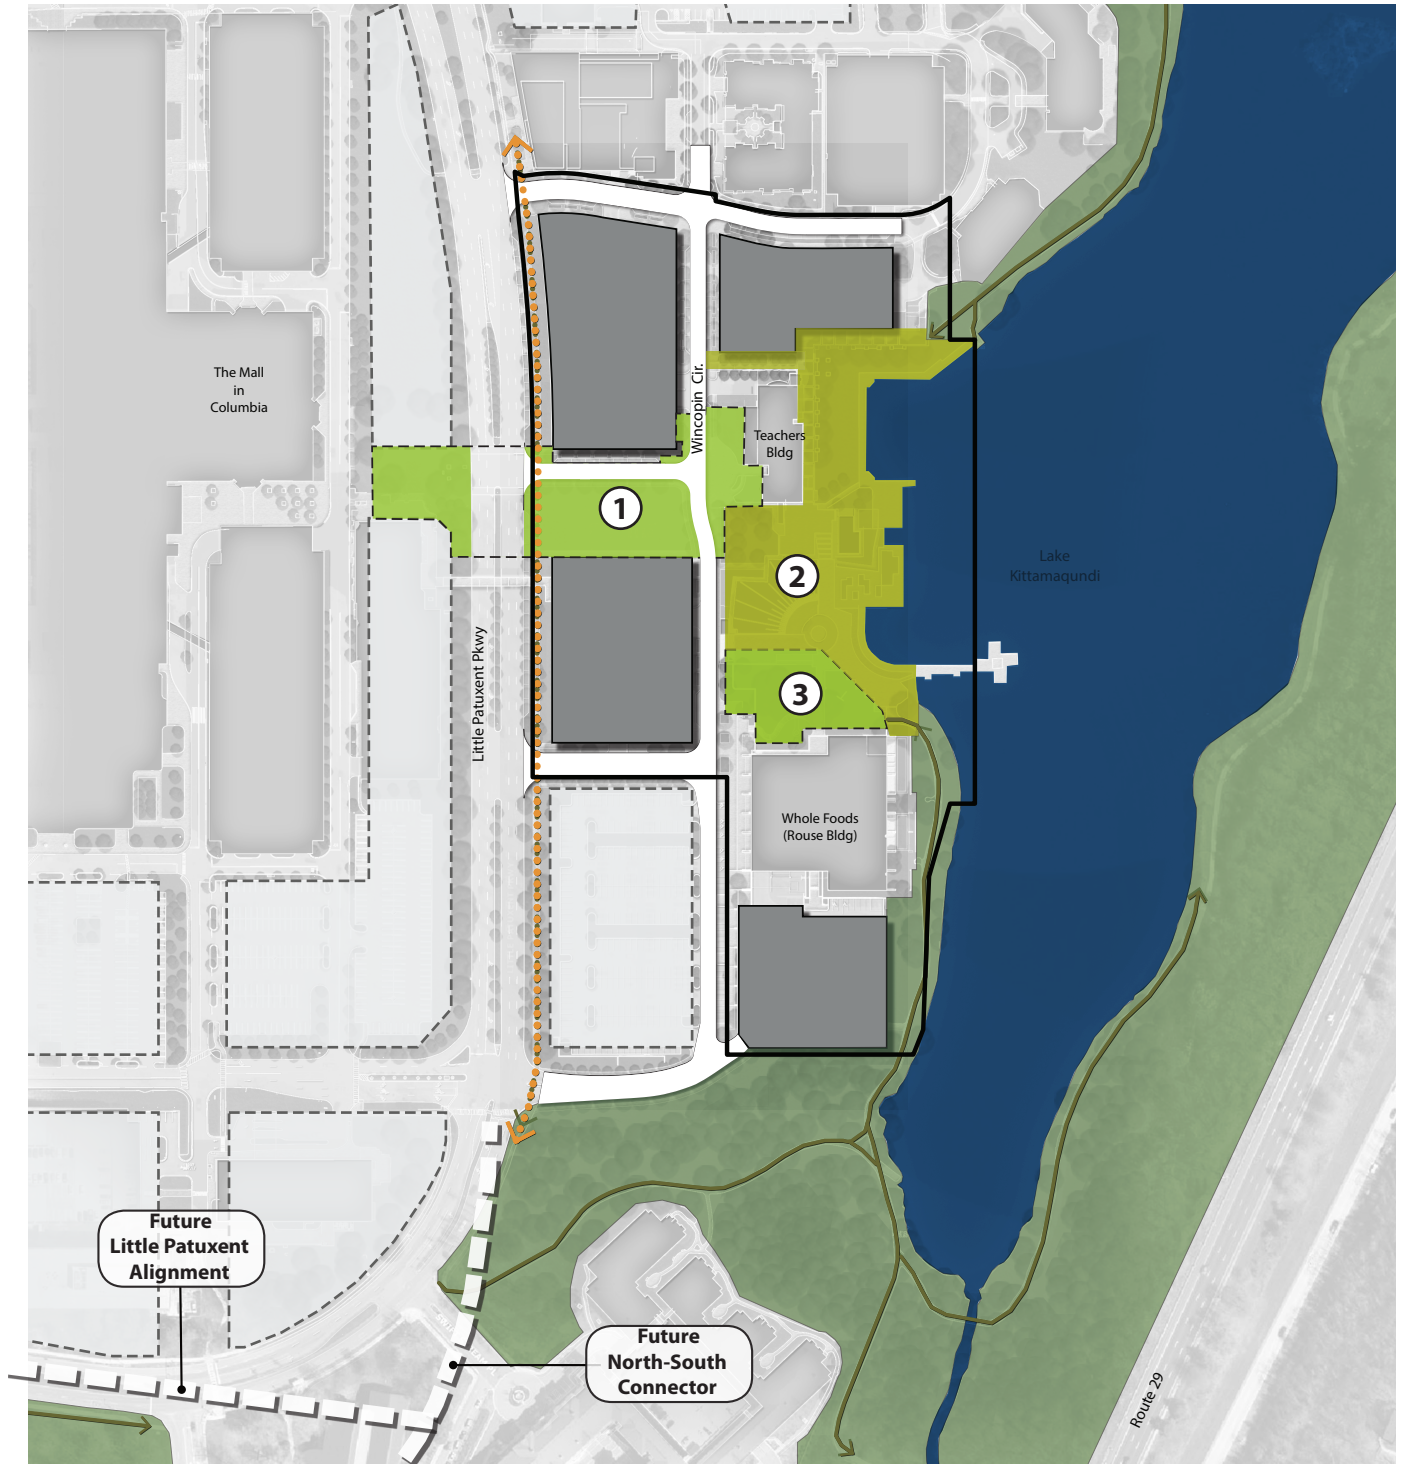 The Mall
in
Columbia
Wincopin Cir.
Teachers
Bldg
1
2
Lake
Kittamaqundi
Little Patuxent Pkwy
3
Whole Foods
(Rouse Bldg)
Future
Little Patuxent
Alignment
Future
North-South
Connector
Route 29